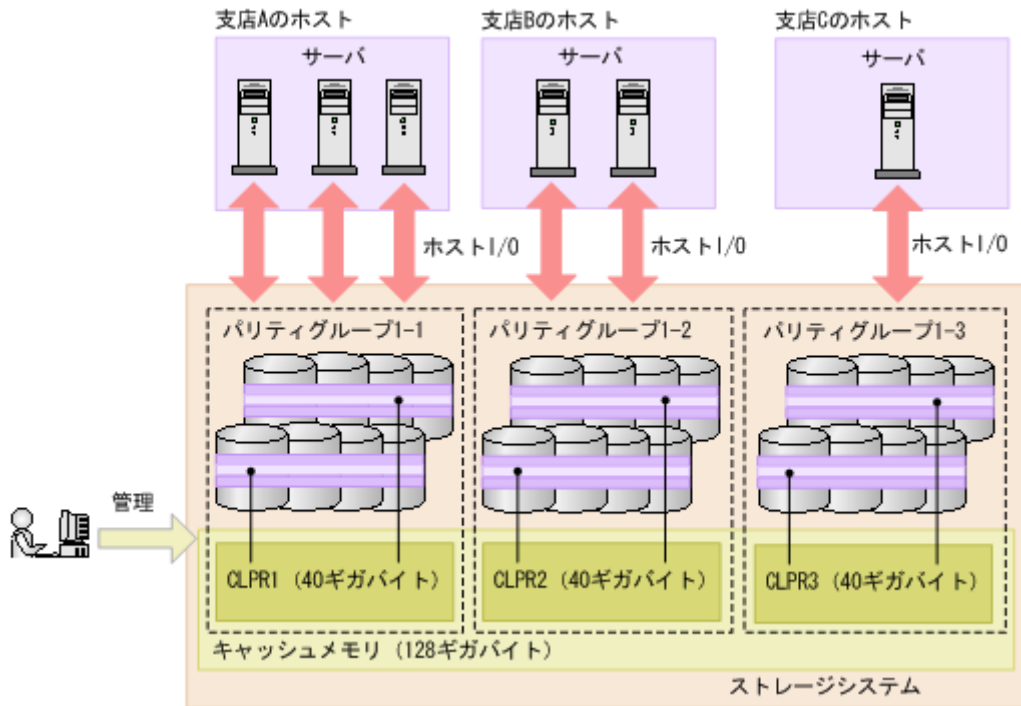 支店Aのホスト
支店Bのホスト
支店Cのホスト
サーバ
サーバ
サーバ
ホストI/O
ホストI/O
ホストI/O
パリティグループ1-1
パリティグループ1-2
パリティグループ1-3
管理
CLPR1 (40ギガバイト)
CLPR2 (40ギガバイト)
CLPR3 (40ギガバイト)
キャッシュメモリ (128ギガバイト)
ストレージシステム